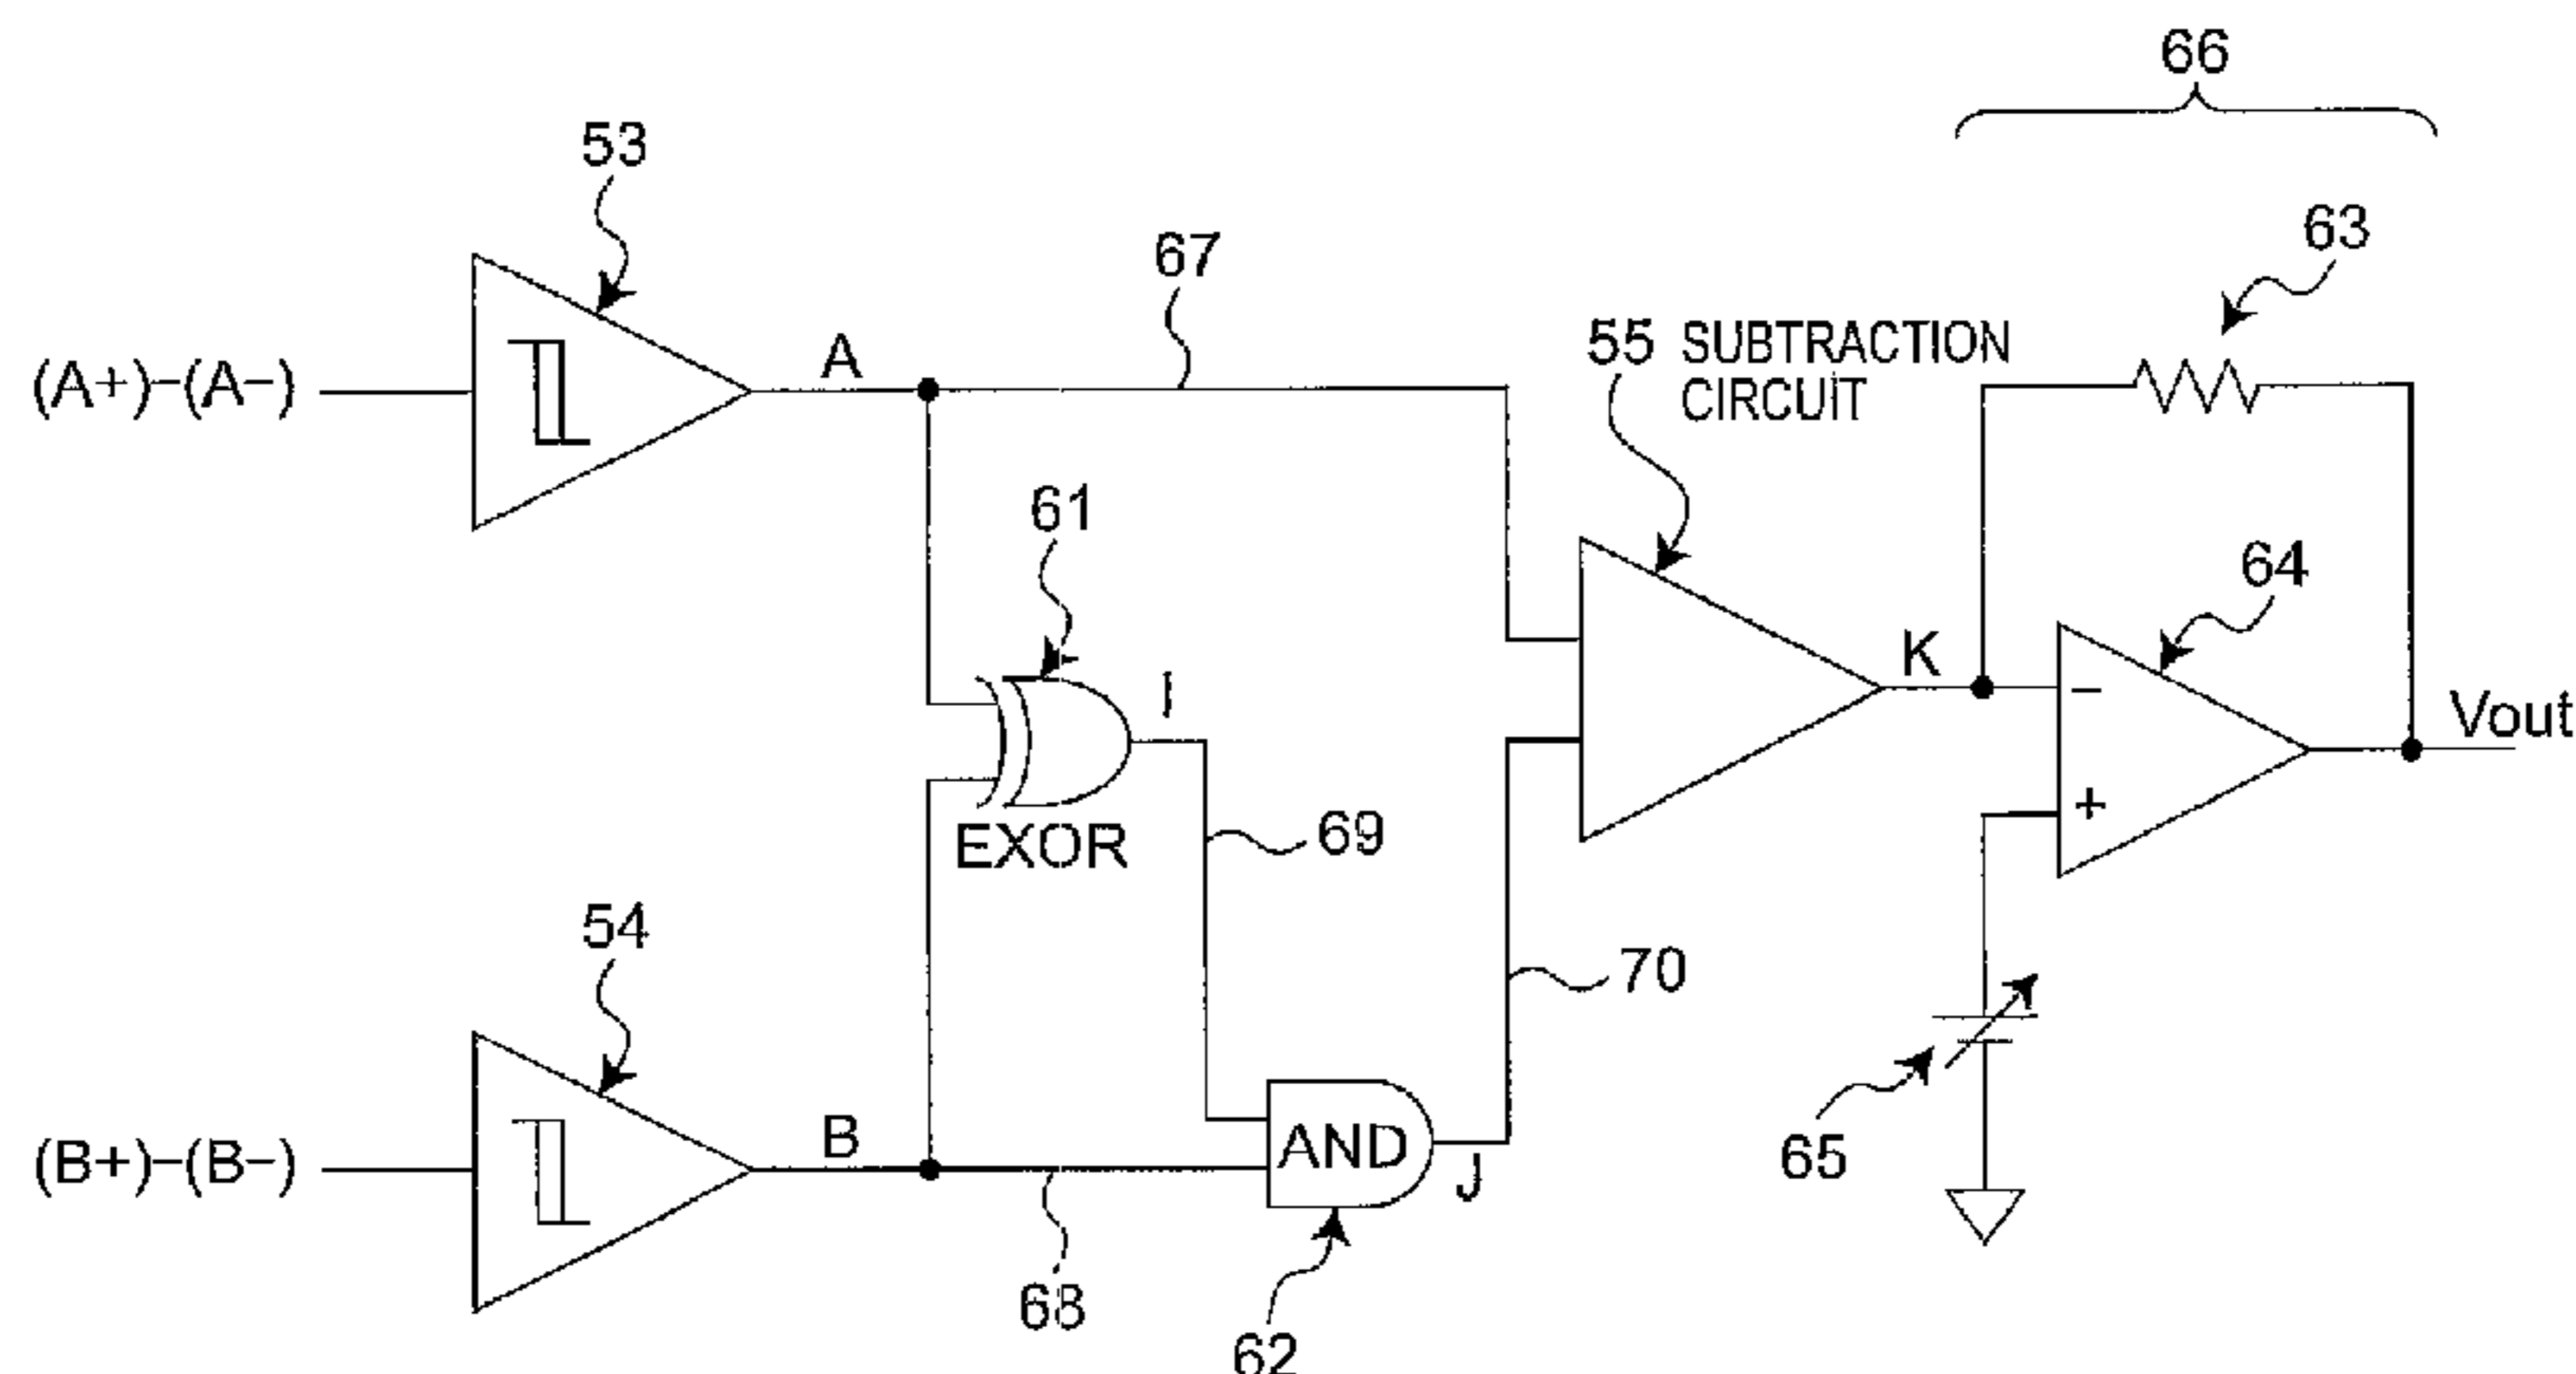 66
53
63
67
55 SUBTRACTION
CIRCUIT
(A+)-(A-)
A
61
64
K
I
Vout
−
+
EXOR
69
54
70
65
(B+)-(B-)
B
AND
J
68
62